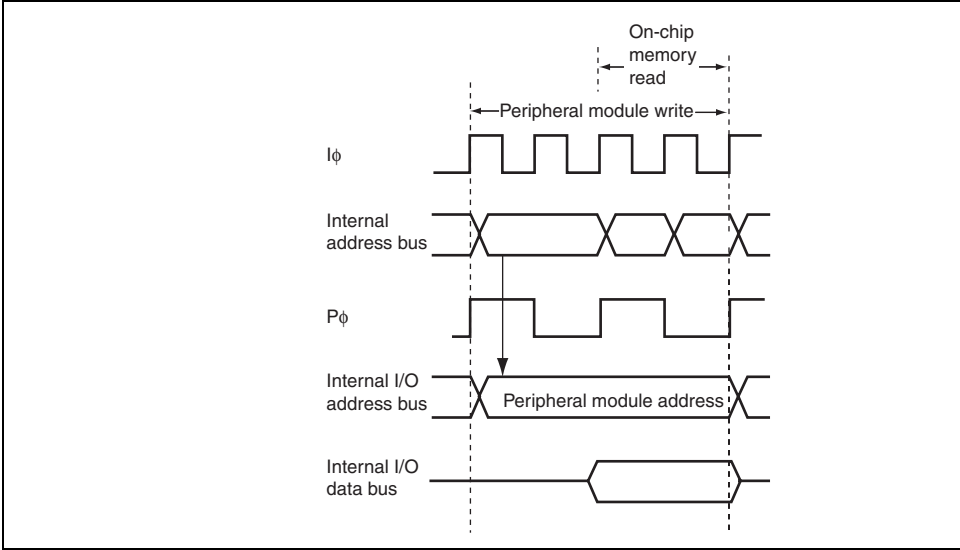 On-chip
memory
read
Peripheral module write
Iϕ
Internal
address bus
Pϕ
Internal I/O
address bus
Peripheral module address
Internal I/O
data bus